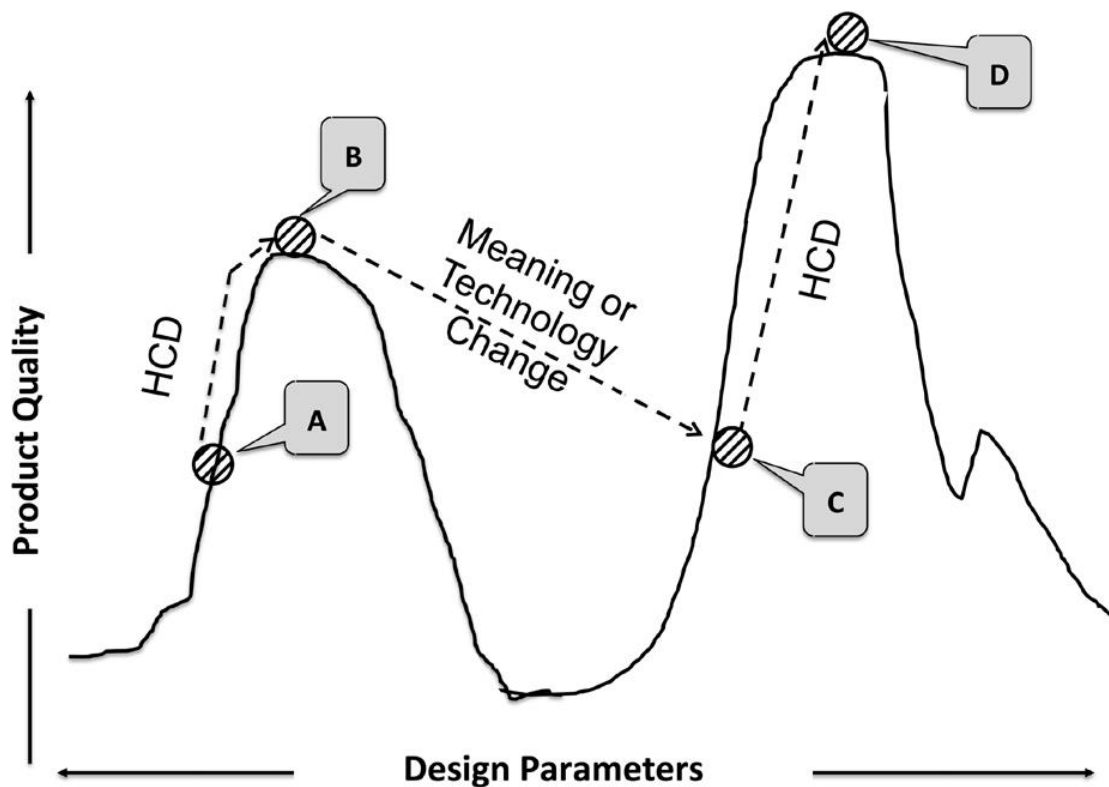 D
B
Meaning or
Technology
Change
HCD
HCD
A
C
Product Quality
Design Parameters